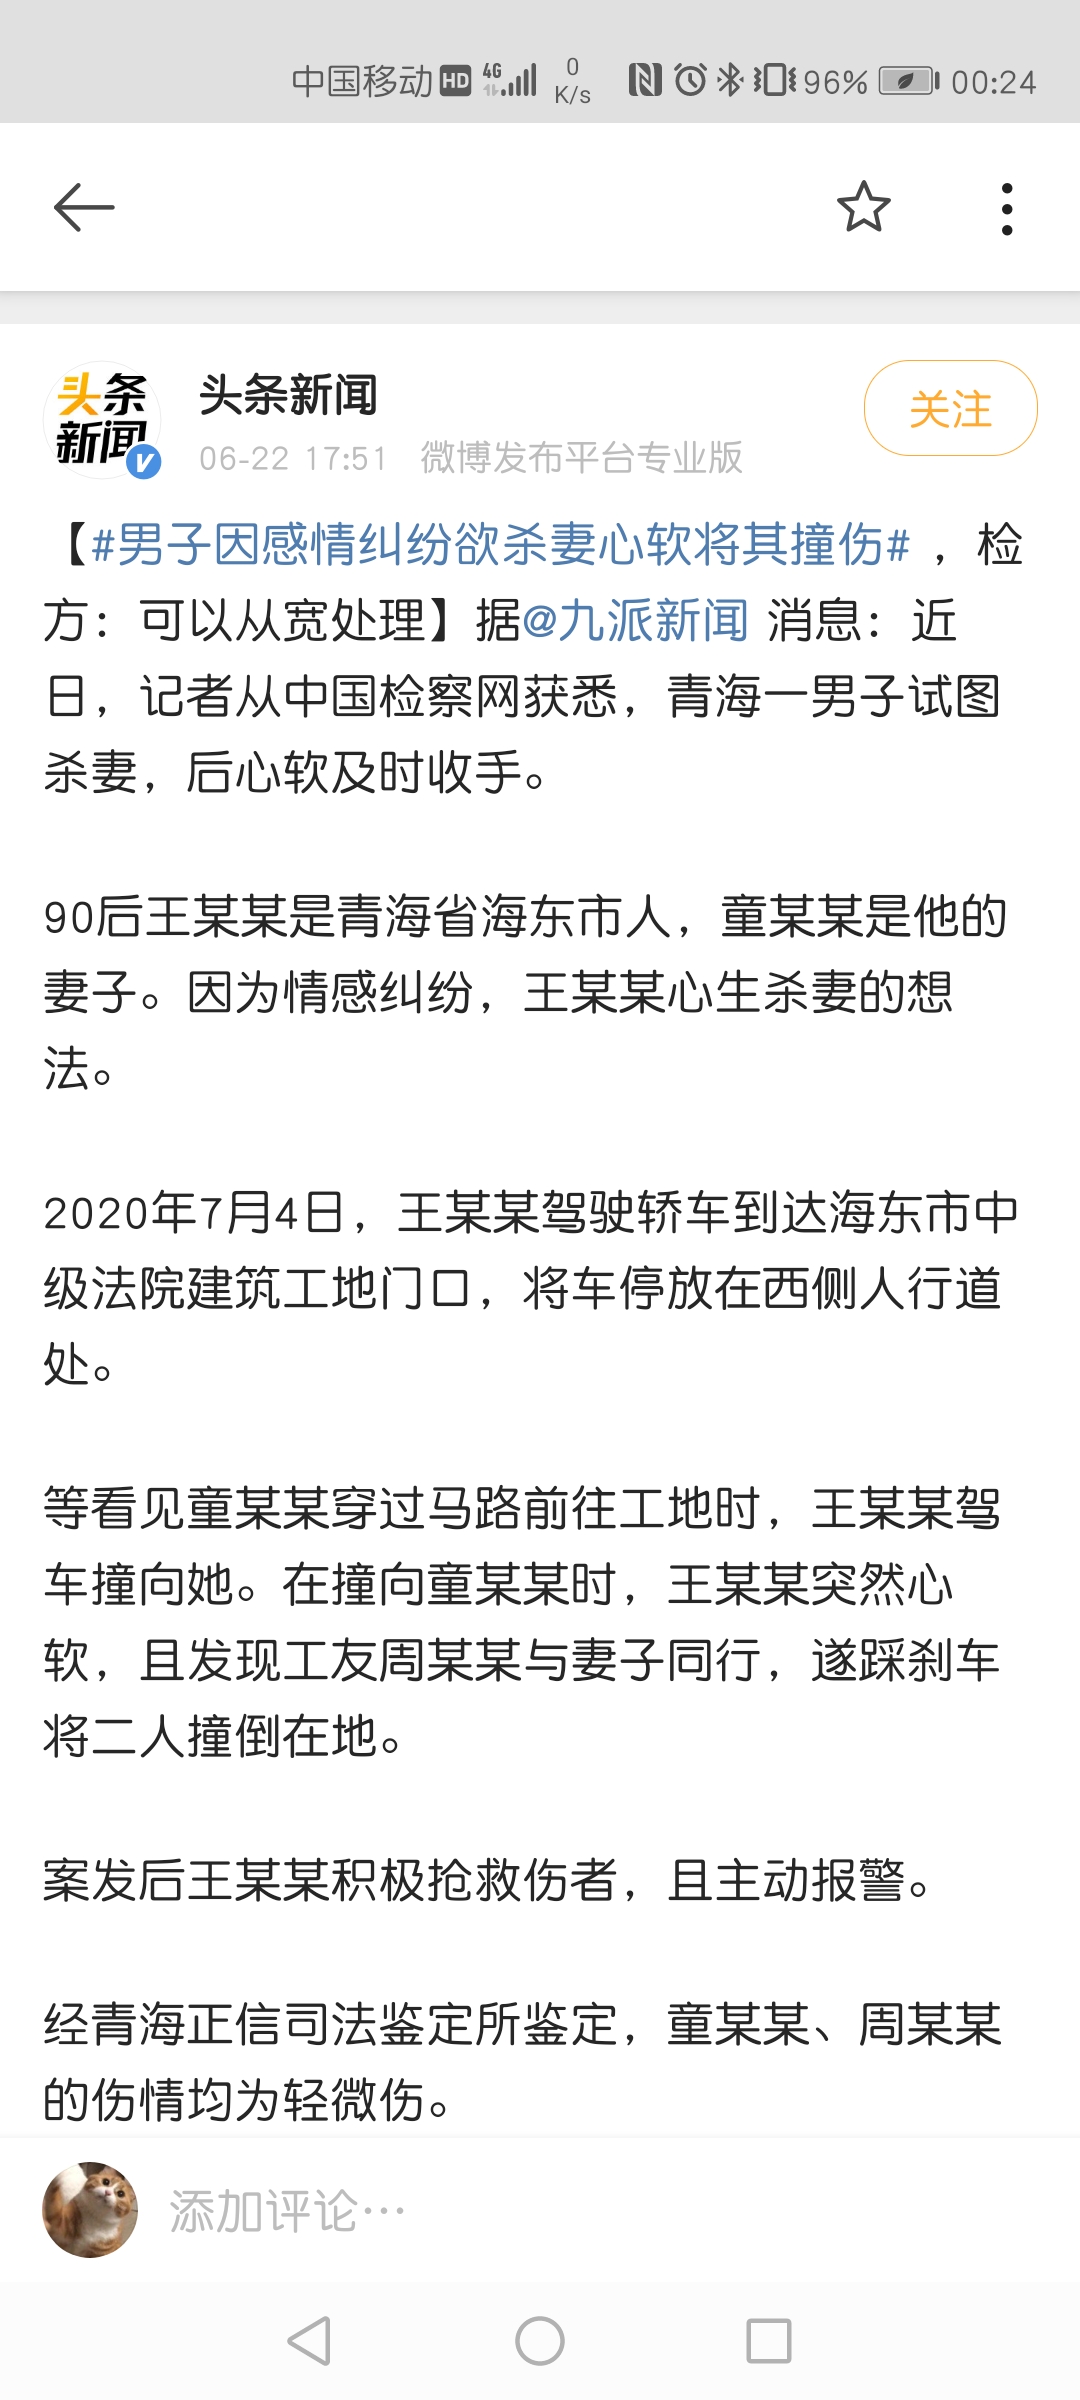 中国移动 HD 4G 0 K/s 96% 00:24
头条新闻
头条
新闻
关注
06-22 17:51 微博发布平台专业版
【#男子因感情纠纷欲杀妻心软将其撞伤#，检
方：可以从宽处理】据@九派新闻 消息：近
日，记者从中国检察网获悉，青海一男子试图
杀妻，后心软及时收手。
90后王某某是青海省海东市人，童某某是他的
妻子。因为情感纠纷，王某某心生杀妻的想
法。
2020年7月4日，王某某驾驶轿车到达海东市中
级法院建筑工地门口，将车停放在西侧人行道
处。
等看见童某某穿过马路前往工地时，王某某驾
车撞向她。在撞向童某某时，王某某突然心
软，且发现工友周某某与妻子同行，遂踩刹车
将二人撞倒在地。
案发后王某某积极抢救伤者，且主动报警。
经青海正信司法鉴定所鉴定，童某某、周某某
的伤情均为轻微伤。
添加评论…